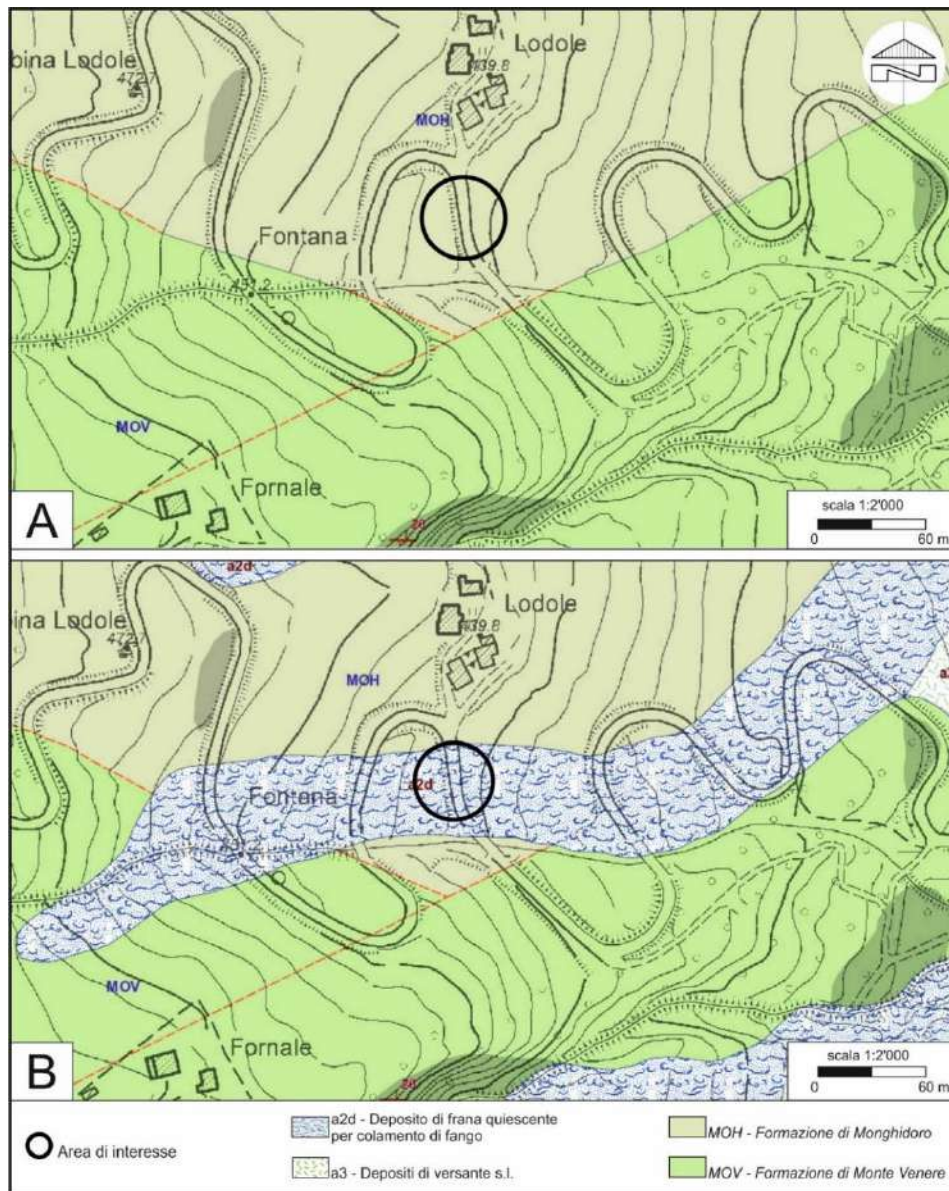 bina Lodole
472.7
Lodole
439.8
MOH
Fontana
451.2
MOV
Fornale
20
A
scala 1:2'000
0 60 m
a2d
ina Lodole
472.7
Lodole
439.8
MOH
Fontana
a2d
MOV
Fornale
20
B
scala 1:2'000
0 60 m
Area di interesse
a2d - Deposito di frana quiescente
per colamento di fango
a3 - Depositi di versante s.l.
MOH - Formazione di Monghidoro
MOV - Formazione di Monte Venere